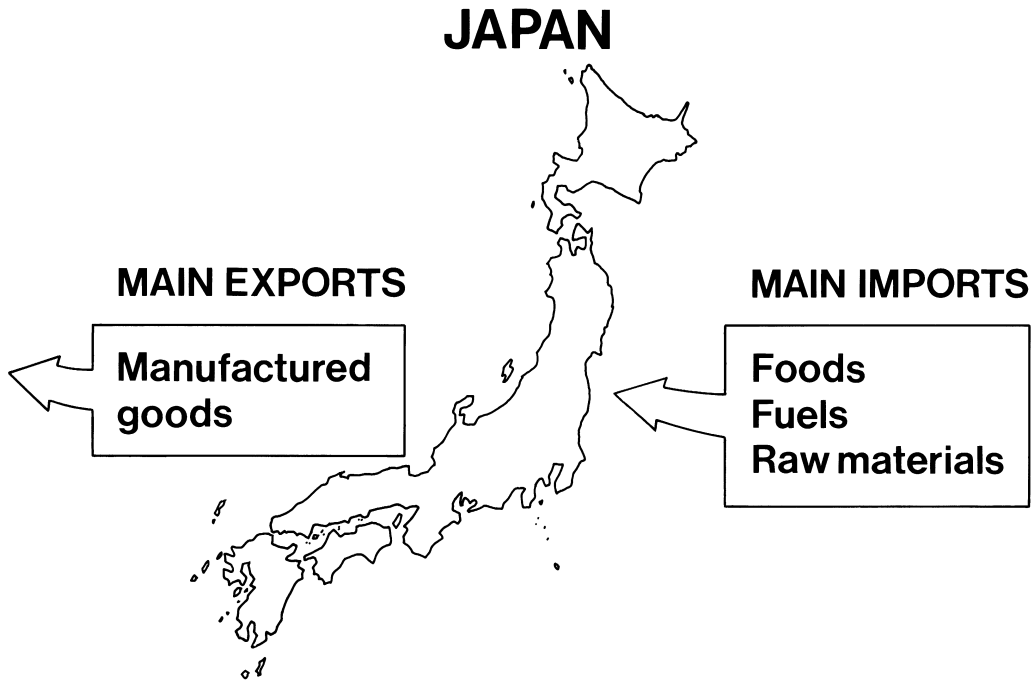 JAPAN
MAIN EXPORTS
Manufactured
goods
MAIN IMPORTS
Foods
Fuels
Raw materials